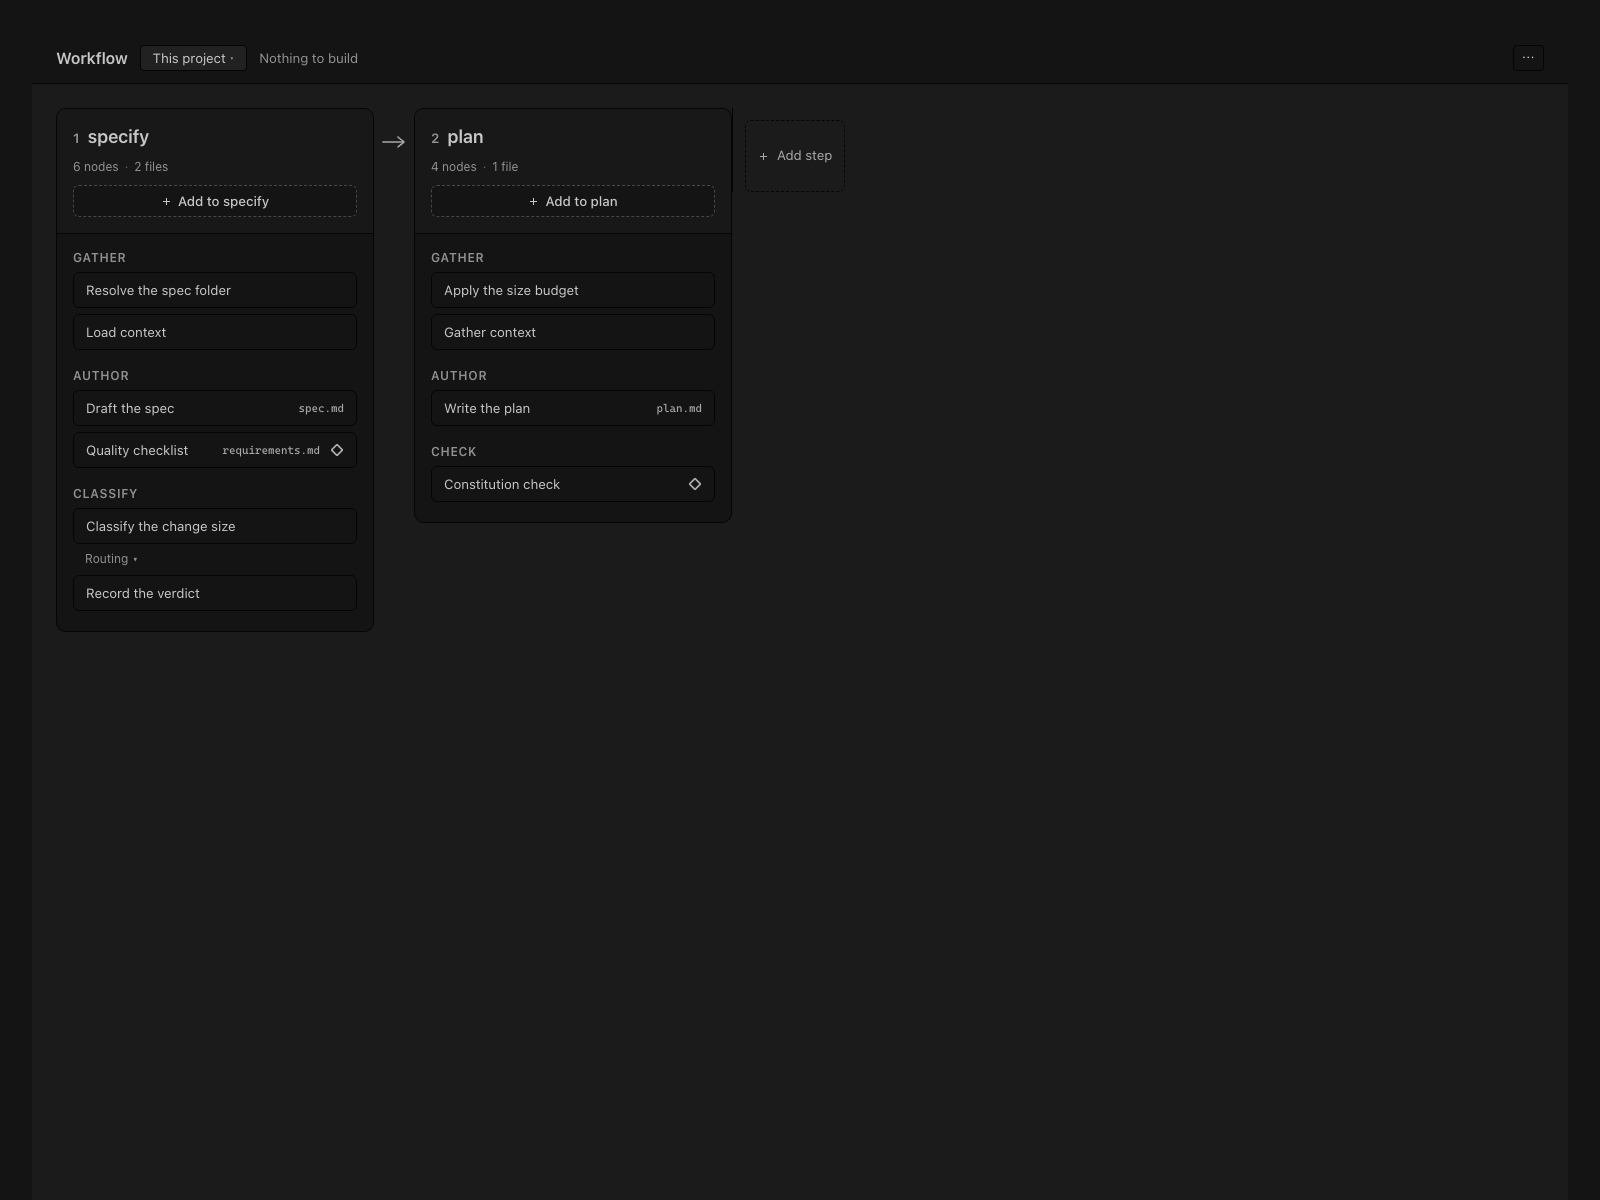 Workflow This project Nothing to build ...
1 specify
6 nodes · 2 files
+ Add to specify
GATHER
Resolve the spec folder
Load context
AUTHOR
Draft the spec spec.md
Quality checklist requirements.md
CLASSIFY
Classify the change size
Routing
Record the verdict
2 plan
4 nodes · 1 file
+ Add to plan
GATHER
Apply the size budget
Gather context
AUTHOR
Write the plan plan.md
CHECK
Constitution check
+ Add step